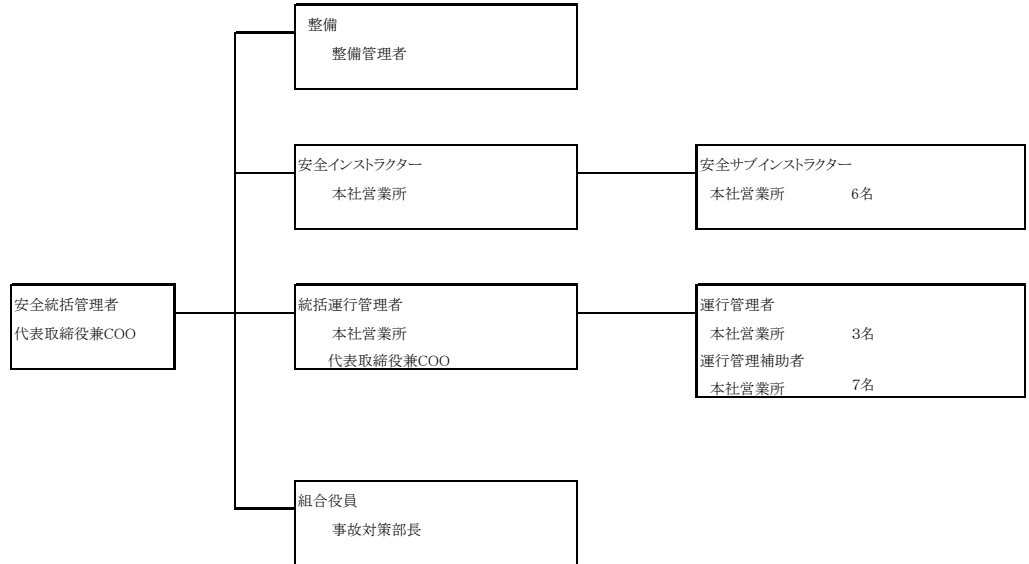 整備
整備管理者
安全インストラクター
本社営業所
安全サブインストラクター
本社営業所 6名
安全統括管理者
代表取締役兼COO
統括運行管理者
本社営業所
代表取締役兼COO
運行管理者
本社営業所 3名
運行管理補助者
本社営業所 7名
組合役員
事故対策部長